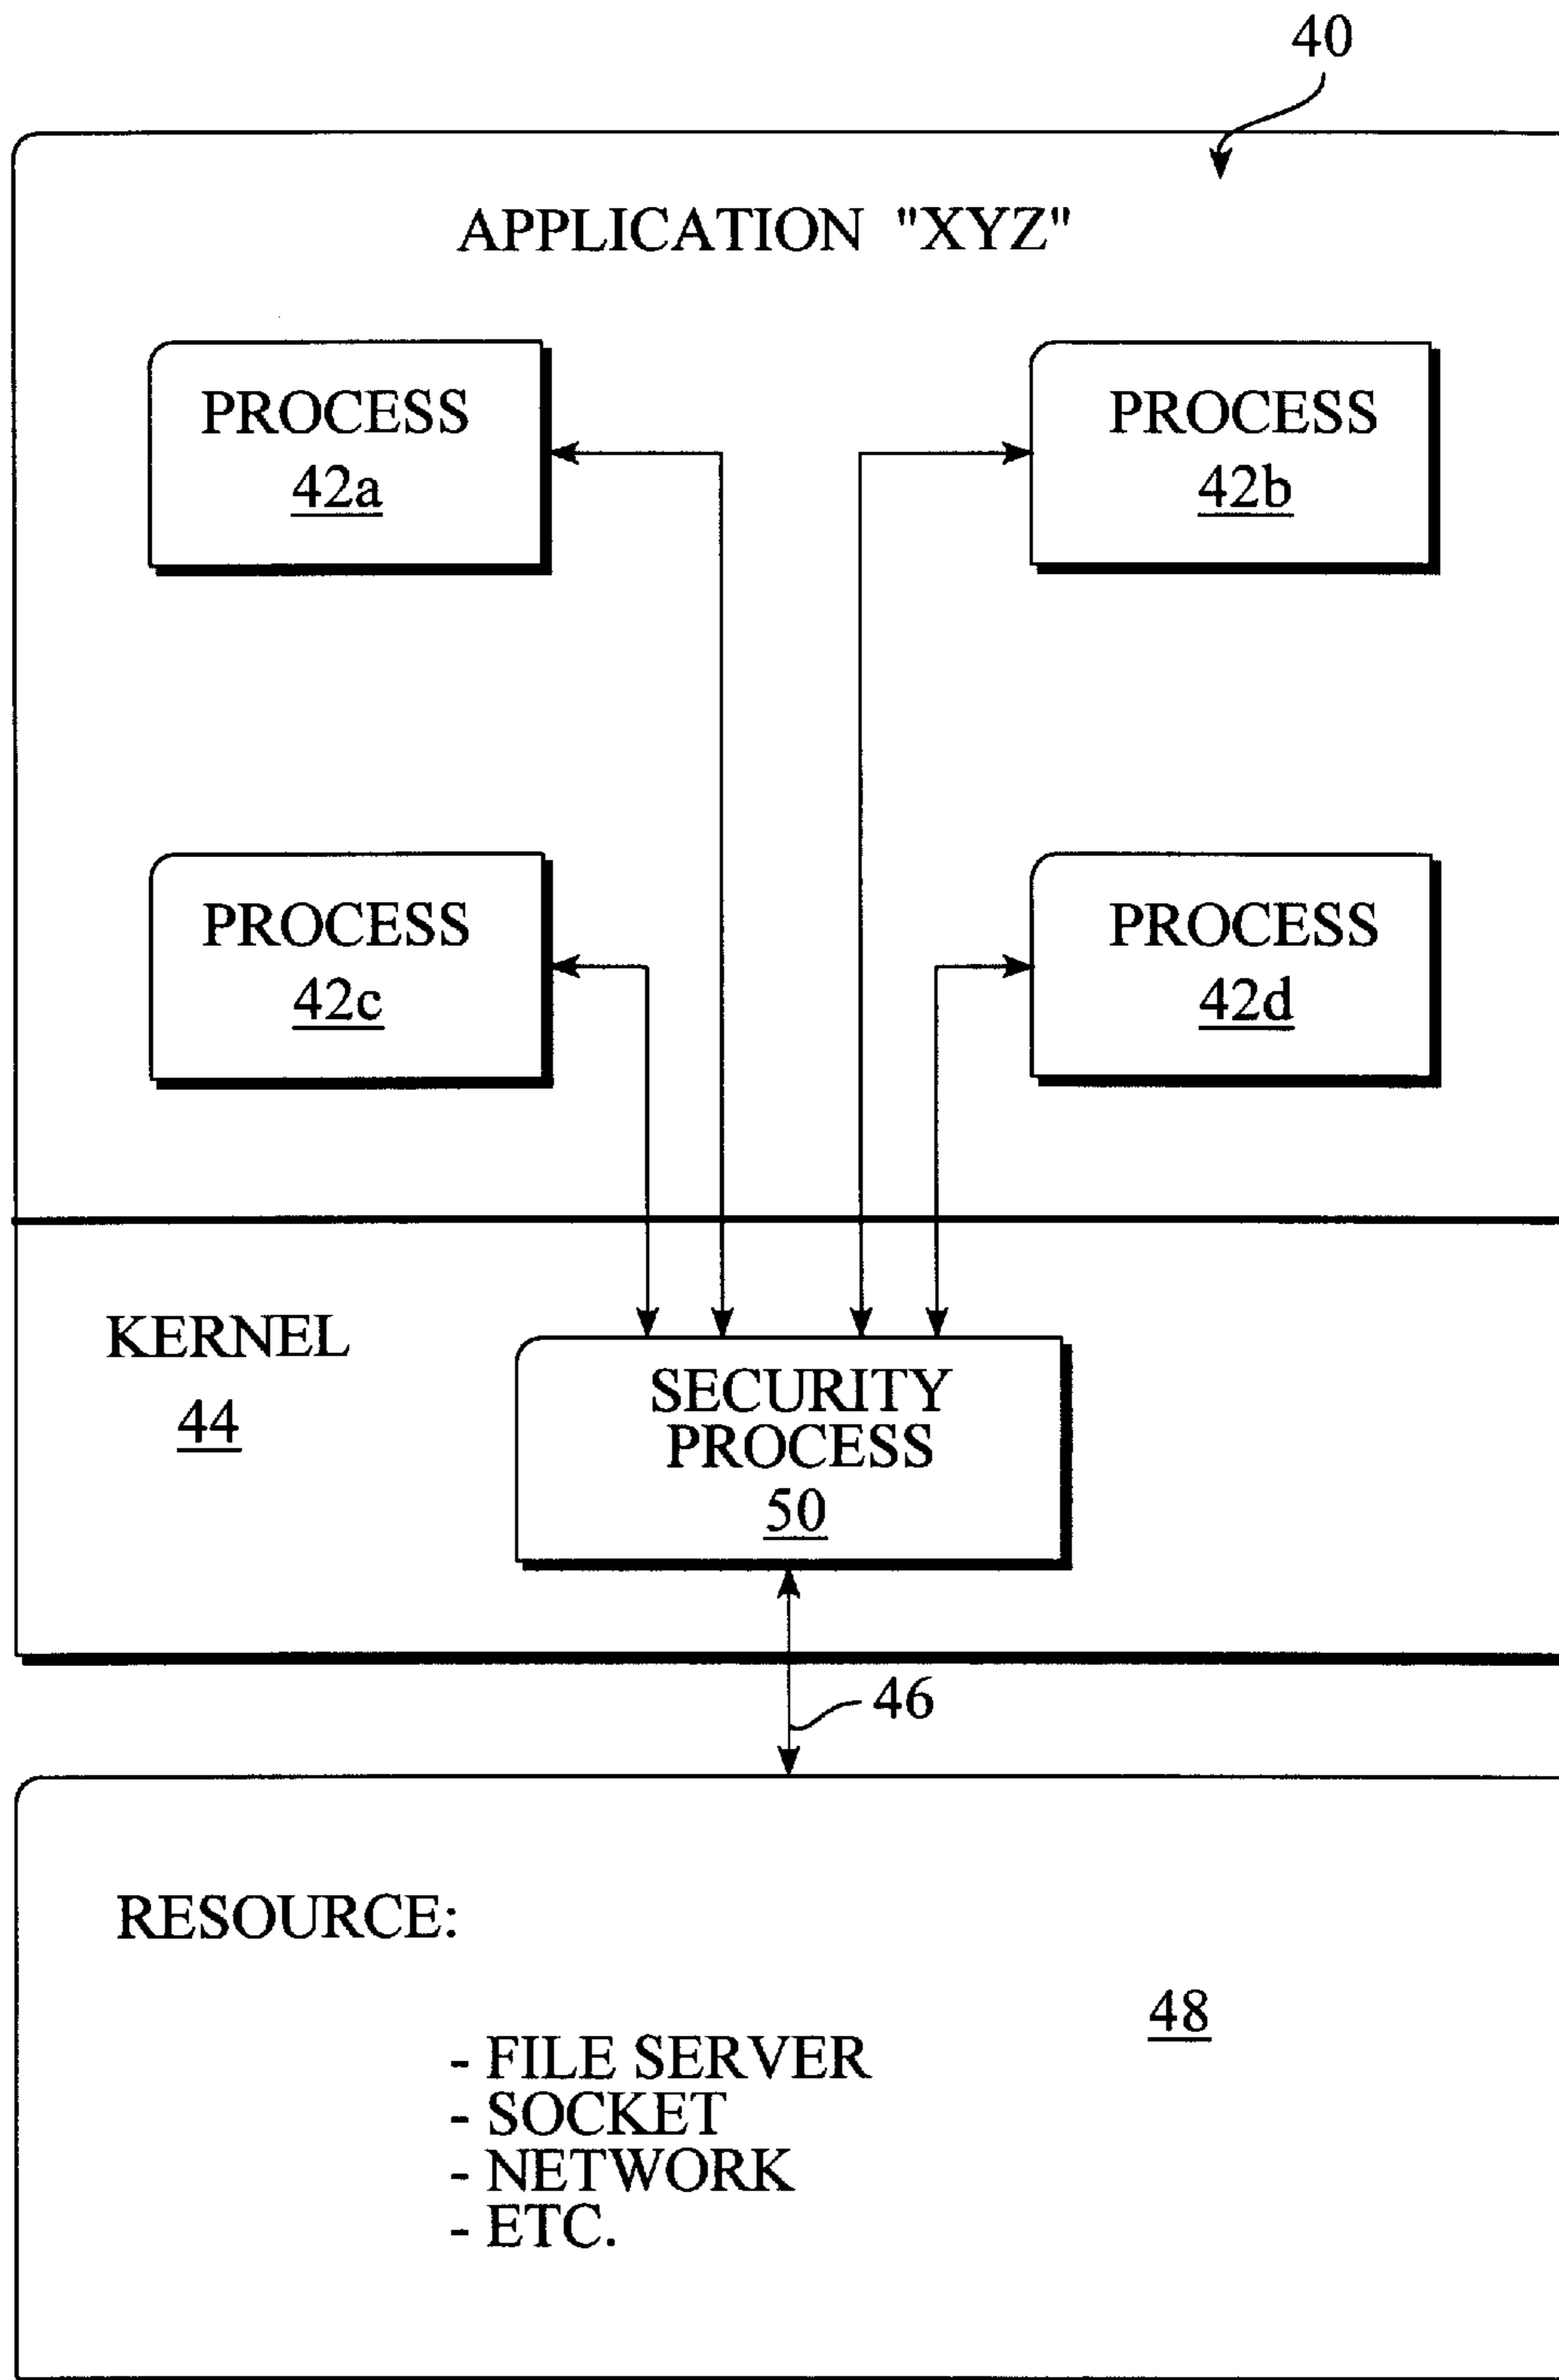 40
APPLICATION "XYZ"
PROCESS
42a
PROCESS
42b
PROCESS
42c
PROCESS
42d
KERNEL
44
SECURITY
PROCESS
50
46
RESOURCE:
48
- FILE SERVER
- SOCKET
- NETWORK
- ETC.